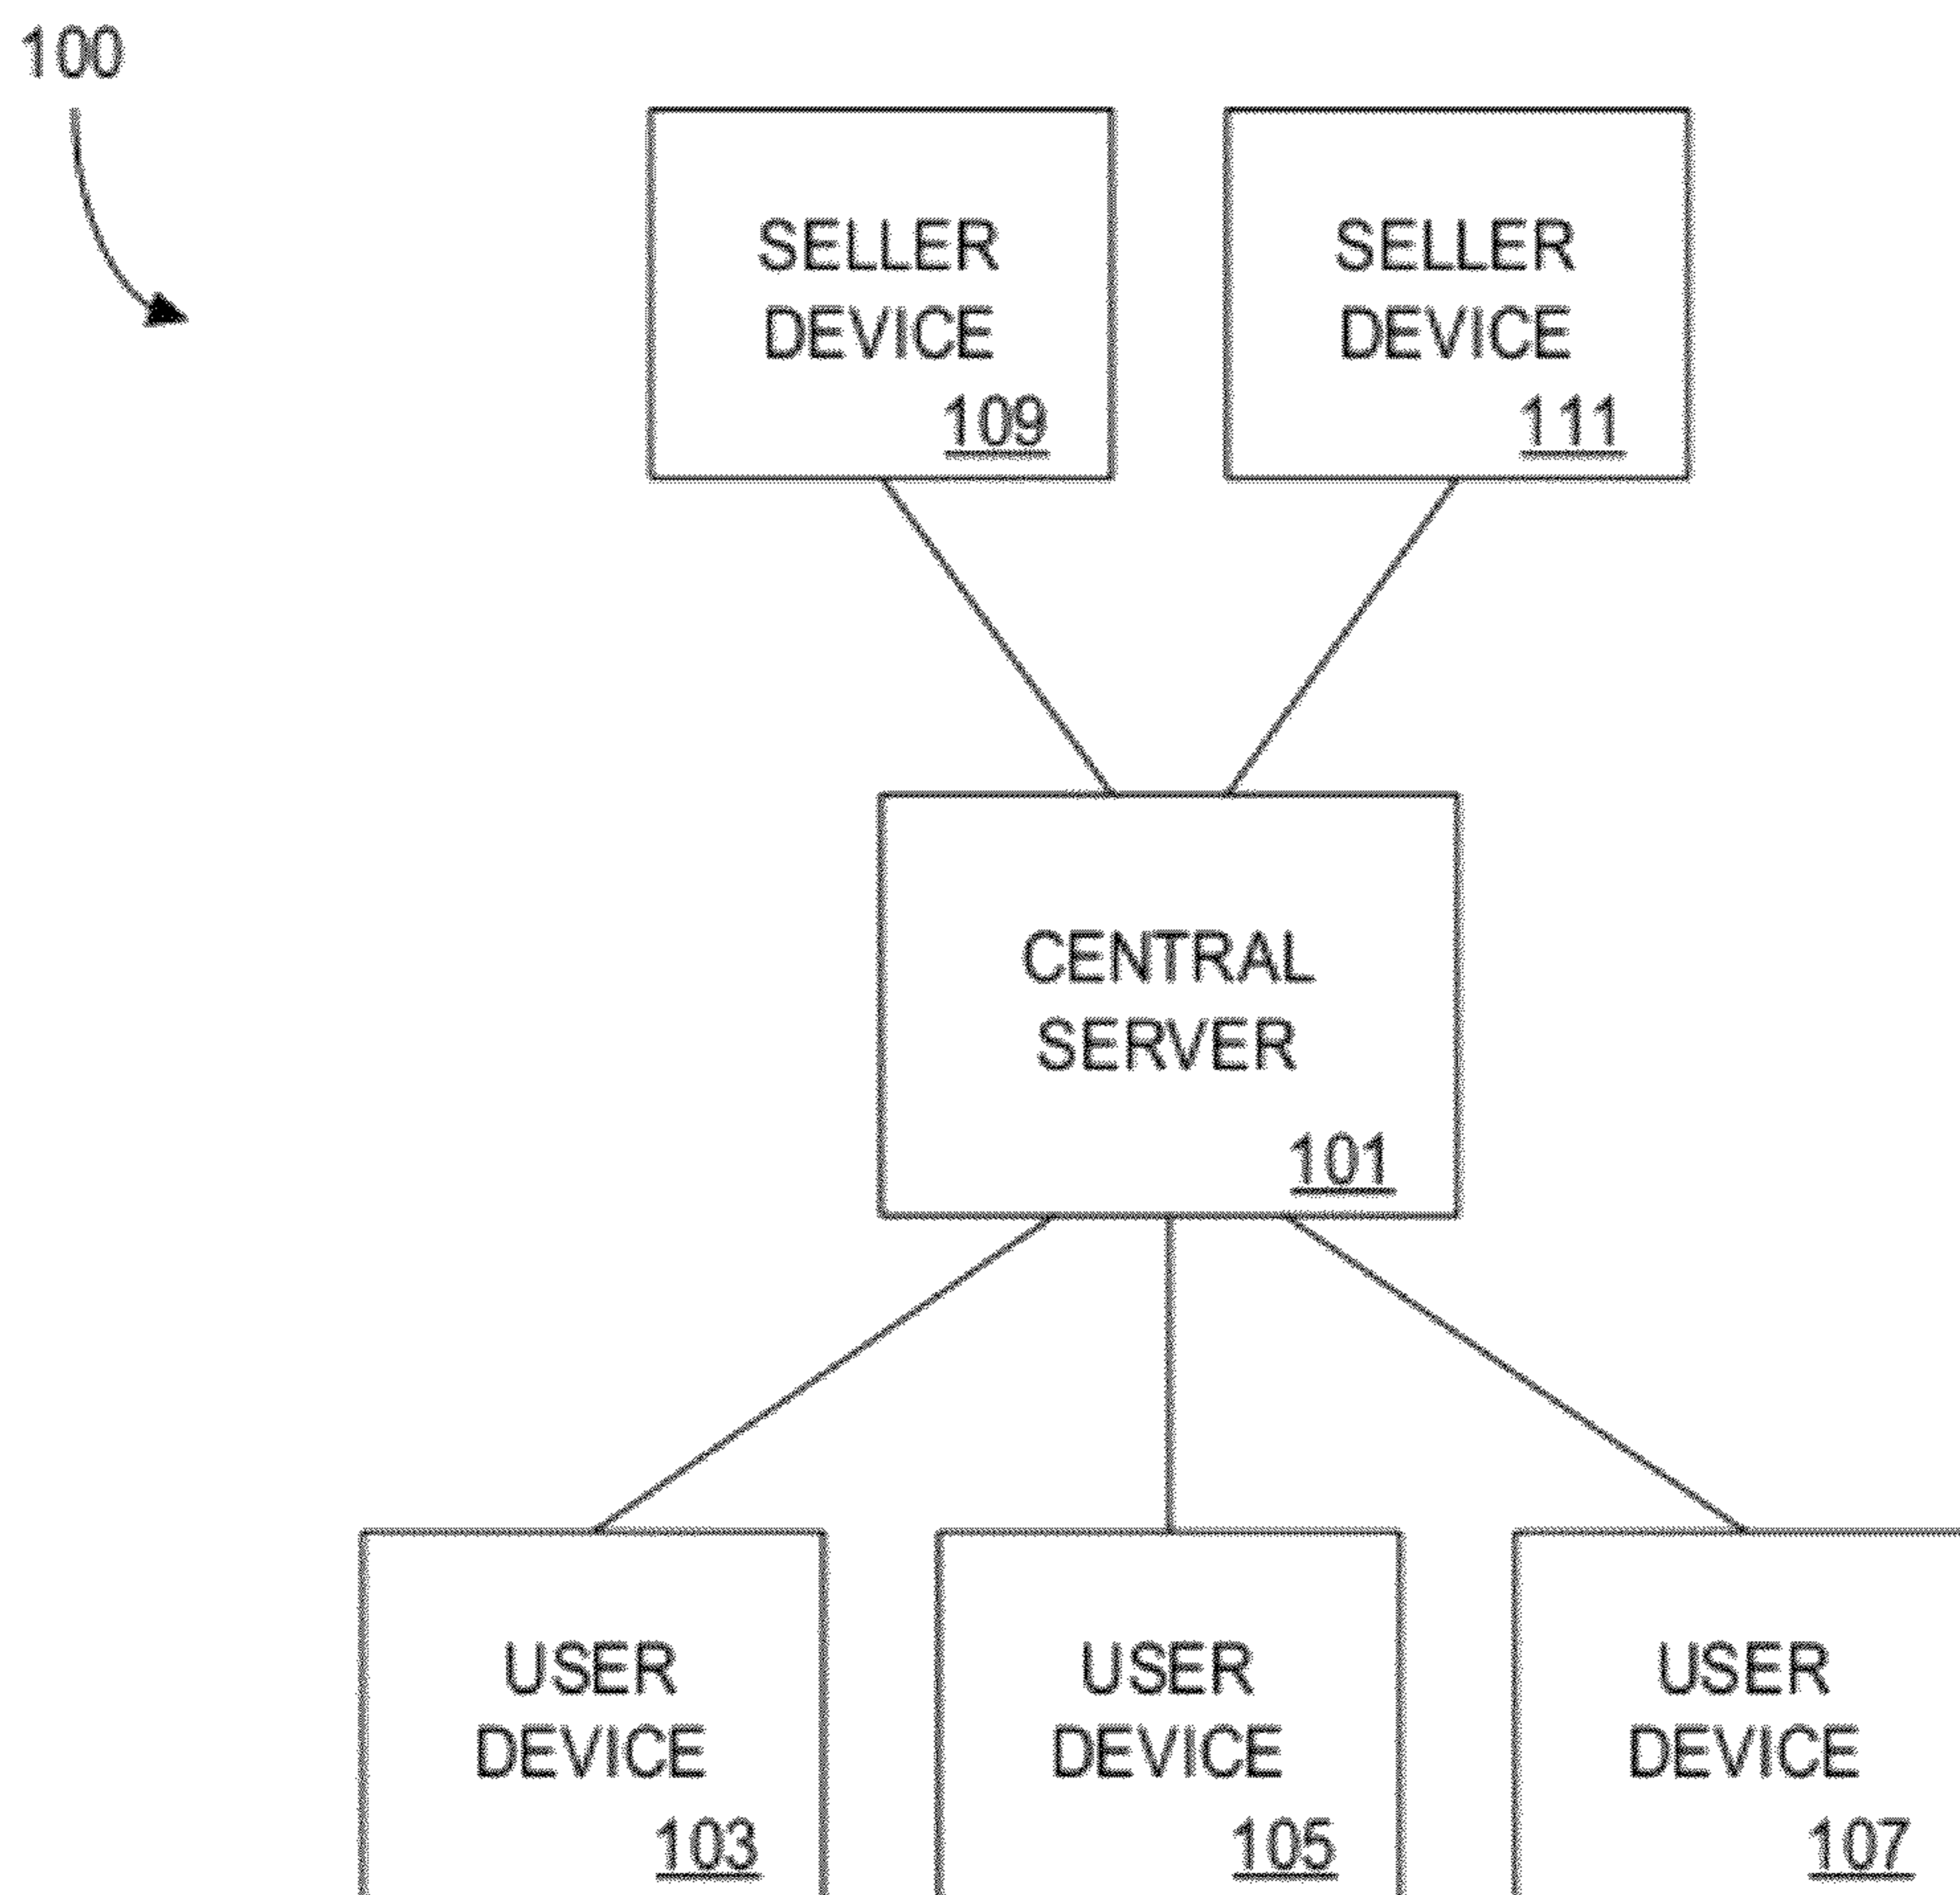 100
SELLER
DEVICE
109
SELLER
DEVICE
111
CENTRAL
SERVER
101
USER
DEVICE
103
USER
DEVICE
105
USER
DEVICE
107